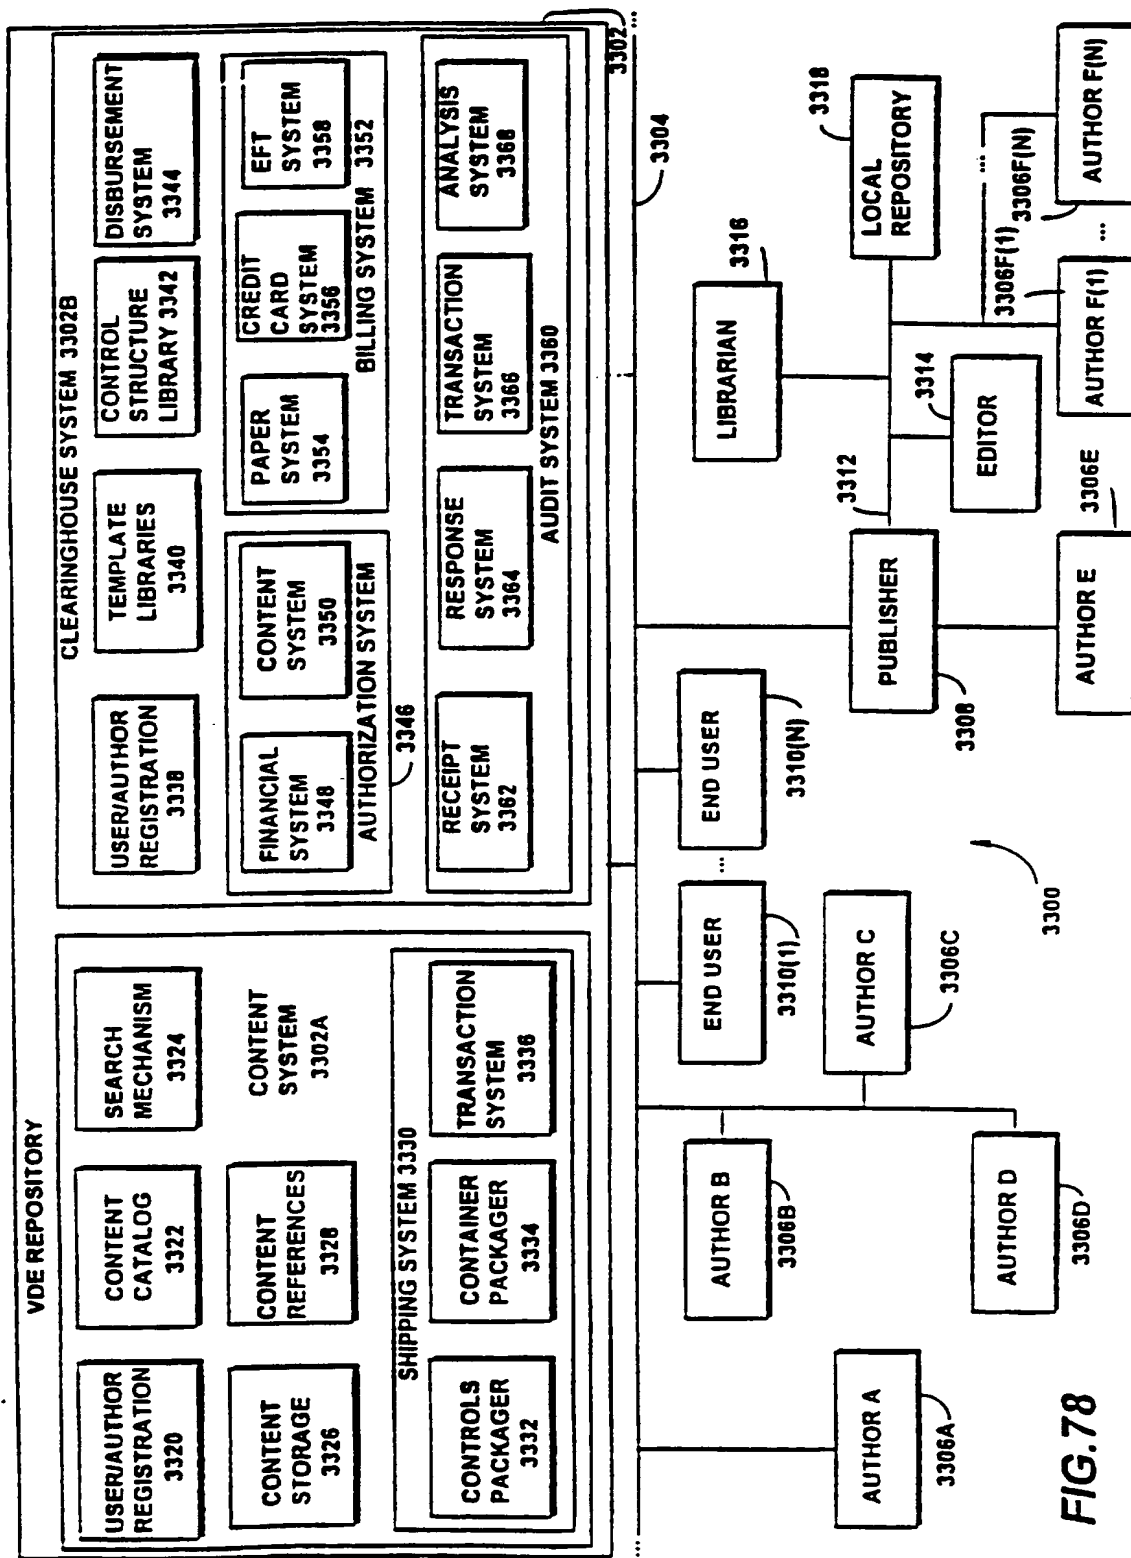 VDE REPOSITORY
USER/AUTHOR
REGISTRATION
3320
CONTENT
CATALOG
3322
SEARCH
MECHANISM
3324
CONTENT
STORAGE
3326
CONTENT
REFERENCES
3328
CONTENT
SYSTEM
3302A
SHIPPING SYSTEM 3330
CONTROLS
PACKAGER
3332
CONTAINER
PACKAGER
3334
TRANSACTION
SYSTEM
3336
CLEARINGHOUSE SYSTEM 3302B
USER/AUTHOR
REGISTRATION
3338
TEMPLATE
LIBRARIES
3340
CONTROL
STRUCTURE
LIBRARY 3342
DISBURSEMENT
SYSTEM
3344
FINANCIAL
SYSTEM
3348
CONTENT
SYSTEM
3350
AUTHORIZATION SYSTEM
3346
PAPER
SYSTEM
3354
CREDIT
CARD
SYSTEM
3356
EFT
SYSTEM
3358
BILLING SYSTEM 3352
RECEIPT
SYSTEM
3362
RESPONSE
SYSTEM
3364
TRANSACTION
SYSTEM
3366
ANALYSIS
SYSTEM
3368
AUDIT SYSTEM 3360
3302
...
...
3304
AUTHOR A
3306A
AUTHOR B
3306B
AUTHOR C
3306C
AUTHOR D
3306D
END USER
3310(1)
...
END USER
3310(N)
3300
PUBLISHER
3308
3312
AUTHOR E
3306E
LIBRARIAN
3316
EDITOR
3314
LOCAL
REPOSITORY
3318
AUTHOR F(1)
3306F(1)
...
...
AUTHOR F(N)
3306F(N)
FIG.78